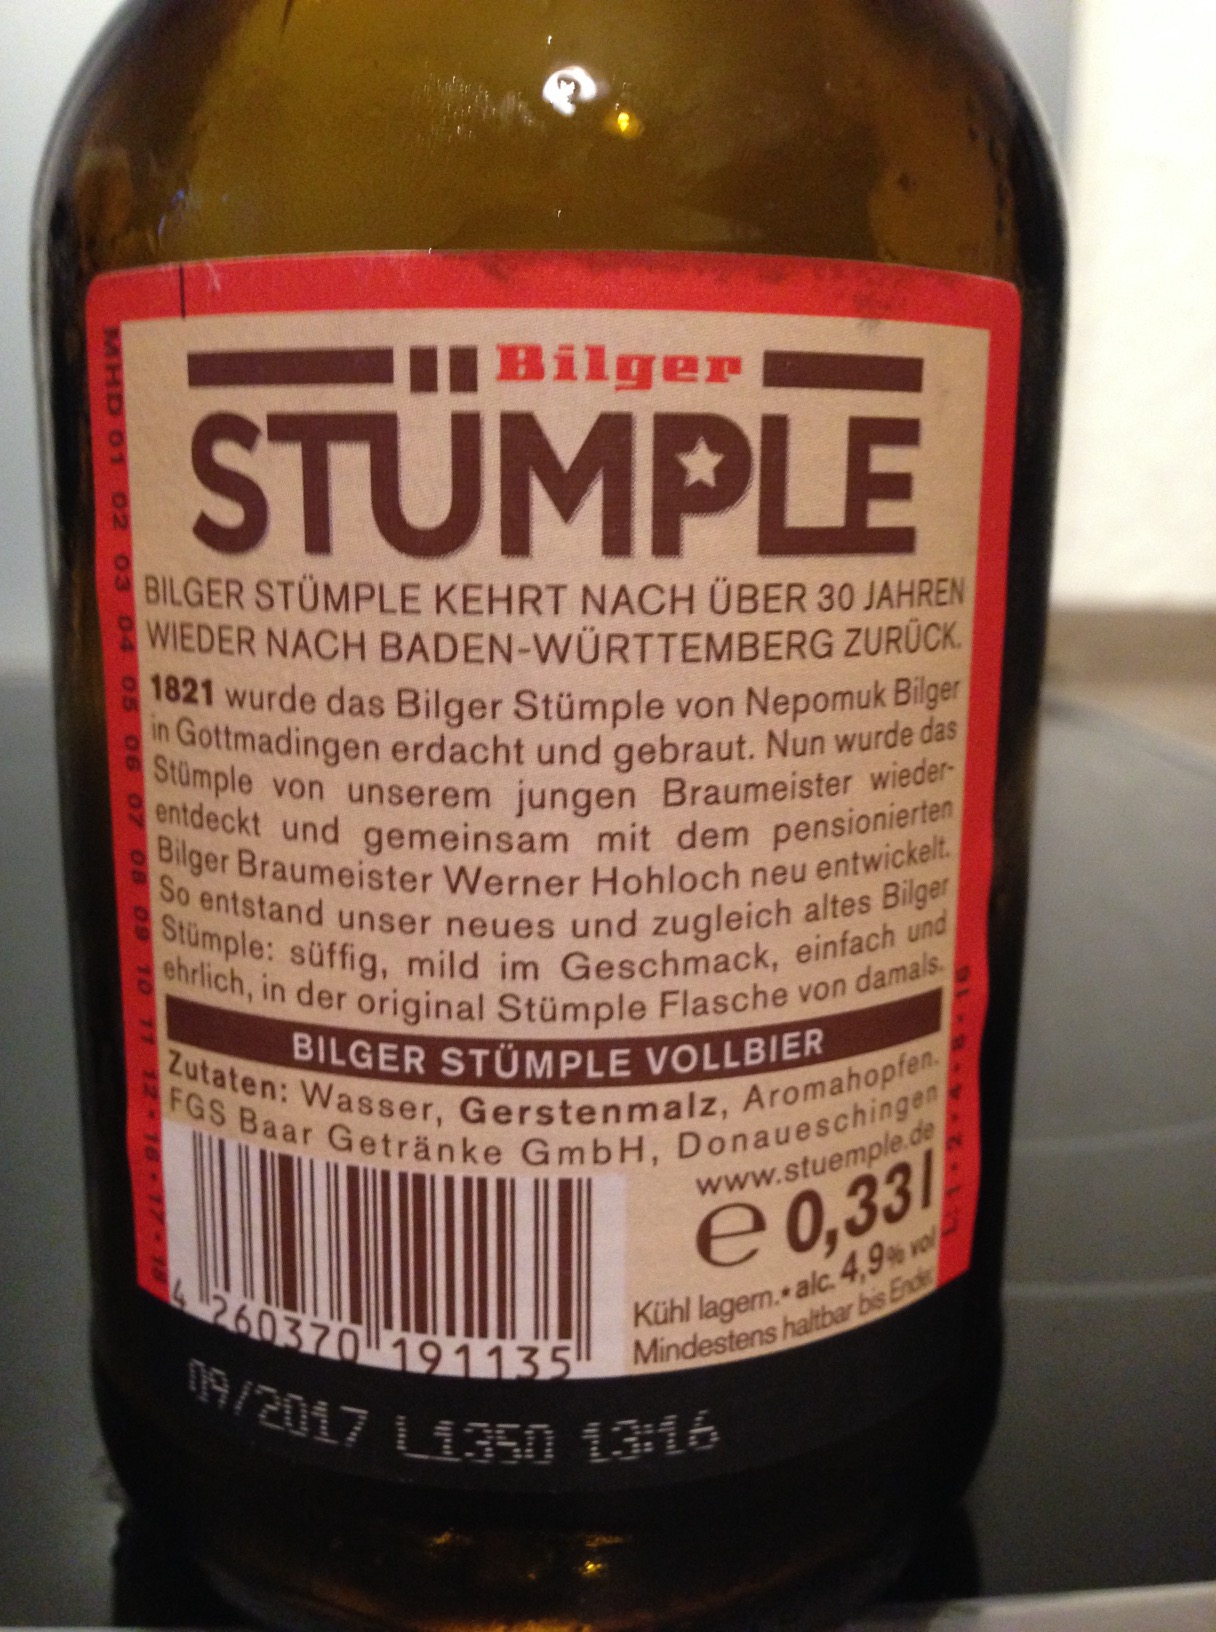 Bilger
STÜMPLE
BILGER STÜMPLE KEHRT NACH ÜBER 30 JAHREN
WIEDER NACH BADEN-WÜRTTEMBERG ZURÜCK.
1821 wurde das Bilger Stümple von Nepomuk Bilger
in Gottmadingen erdacht und gebraut. Nun wurde das
Stümple von unserem jungen Braumeister wieder-
entdeckt und gemeinsam mit dem pensionierten
Bilger Braumeister Werner Hohloch neu entwickelt.
So entstand unser neues und zugleich altes Bilger
Stümple: süffig, mild im Geschmack, einfach und
ehrlich, in der original Stümple Flasche von damals.
BILGER STÜMPLE VOLLBIER
Zutaten: Wasser, Gerstenmalz, Aromahopfen.
FGS Baar Getränke GmbH, Donaueschingen
www.stuemple.de
e 0,33l
Kühl lagern.• alc. 4,9% vol
Mindestens haltbar bis Ende:
4 260370 191135
09/2017 L1350 13:16
MHD 01 02 03 04 05 06 07 08 09 10 11 12 • 16 • 17 • 18
L: 1 • 2 • 4 • 8 • 16